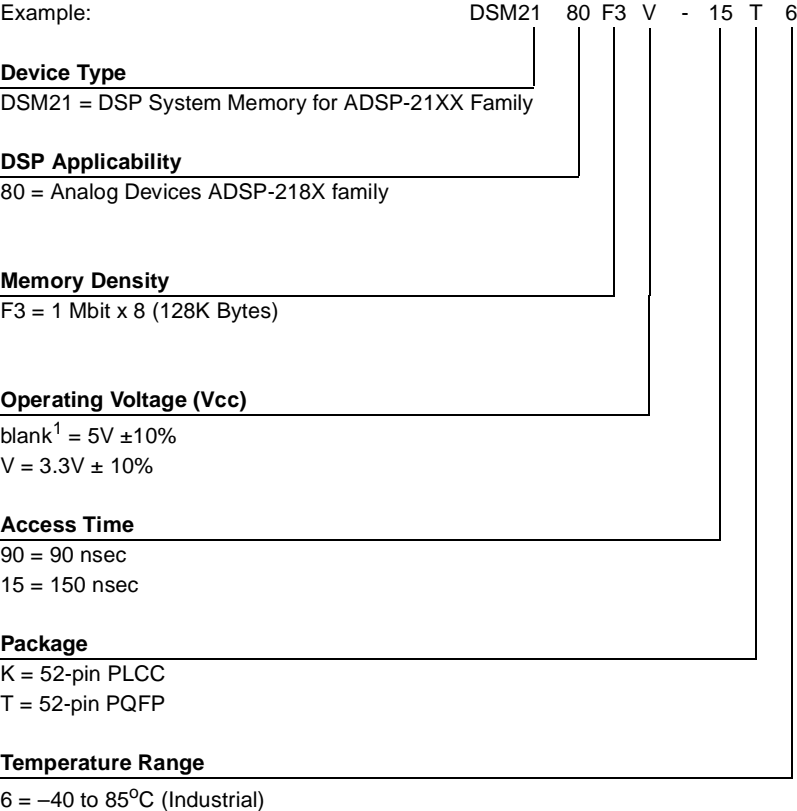 Example: DSM21 80 F3 V - 15 T 6
Device Type
DSM21 = DSP System Memory for ADSP-21XX Family
DSP Applicability
80 = Analog Devices ADSP-218X family
Memory Density
F3 = 1 Mbit x 8 (128K Bytes)
Operating Voltage (Vcc)
blank¹ = 5V ±10%
V = 3.3V ± 10%
Access Time
90 = 90 nsec
15 = 150 nsec
Package
K = 52-pin PLCC
T = 52-pin PQFP
Temperature Range
6 = –40 to 85ºC (Industrial)